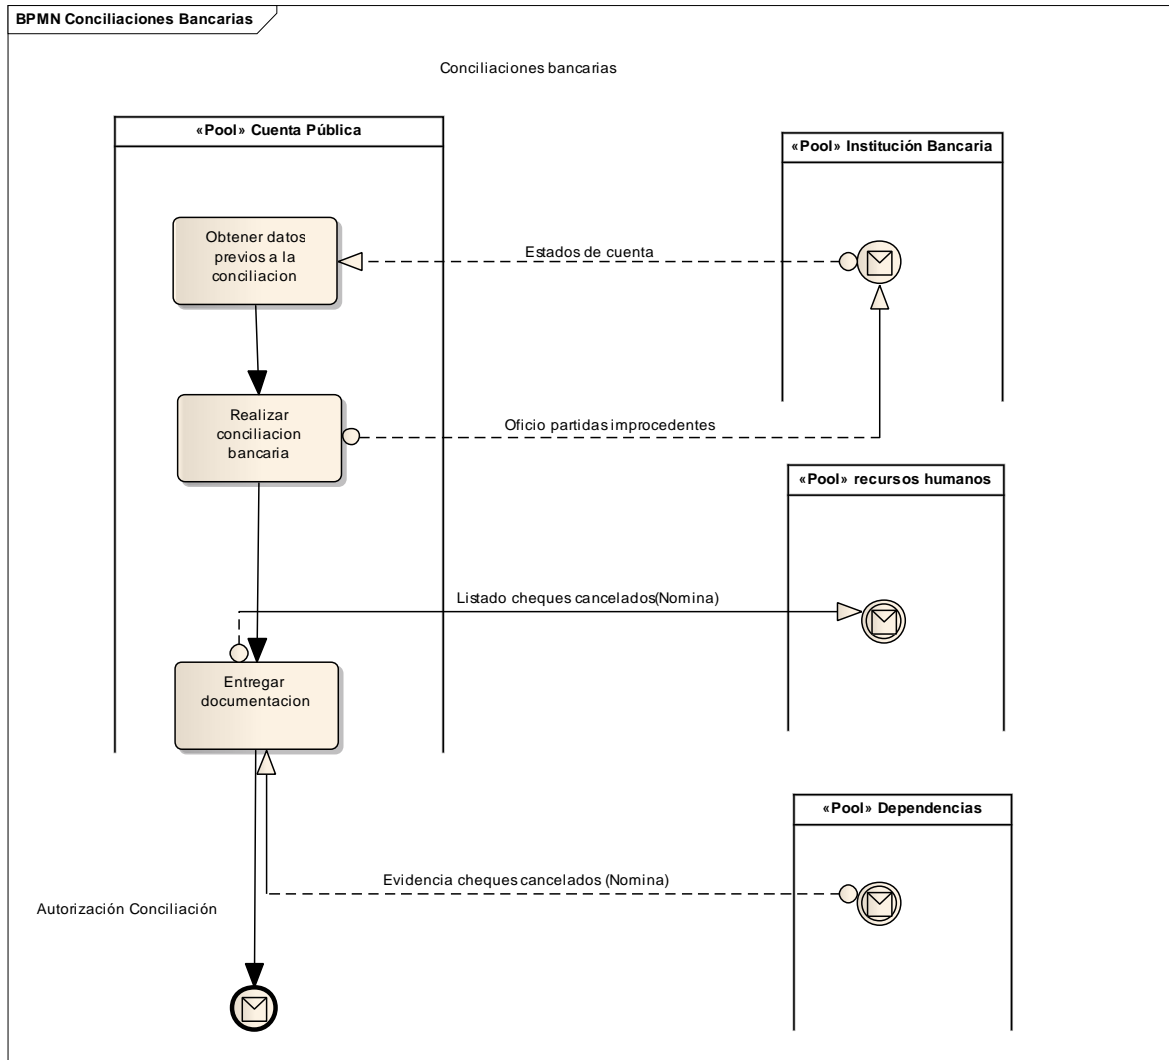 BPMN Conciliaciones Bancarias
Conciliaciones bancarias
«Pool» Cuenta Pública
«Pool» Institución Bancaria
Obtener datos
previos a la
conciliacion
Estados de cuenta
Realizar
conciliacion
bancaria
Oficio partidas improcedentes
«Pool» recursos humanos
Listado cheques cancelados(Nomina)
Entregar
documentacion
«Pool» Dependencias
Evidencia cheques cancelados (Nomina)
Autorización Conciliación